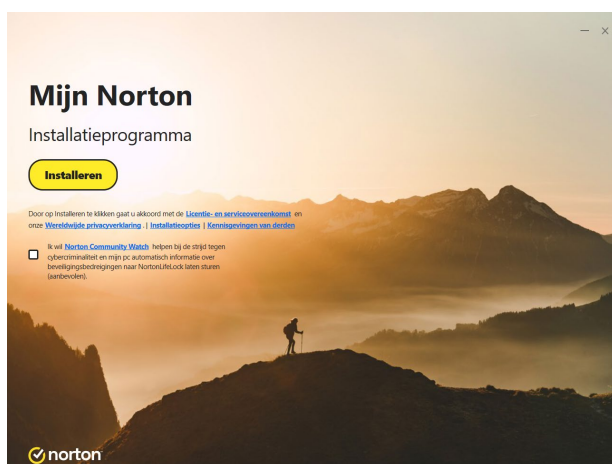 Mijn Norton
Installatieprogramma
Installeren
Door op Installeren te klikken gaat u akkoord met de Licentie- en serviceovereenkomst en
onze Wereldwijde privacyverklaring . | Installatieopties | Kennisgevingen van derden
Ik wil Norton Community Watch helpen bij de strijd tegen
cybercriminaliteit en mijn pc automatisch informatie over
beveiligingsbedreigingen naar NortonLifeLock laten sturen
(aanbevolen).
norton